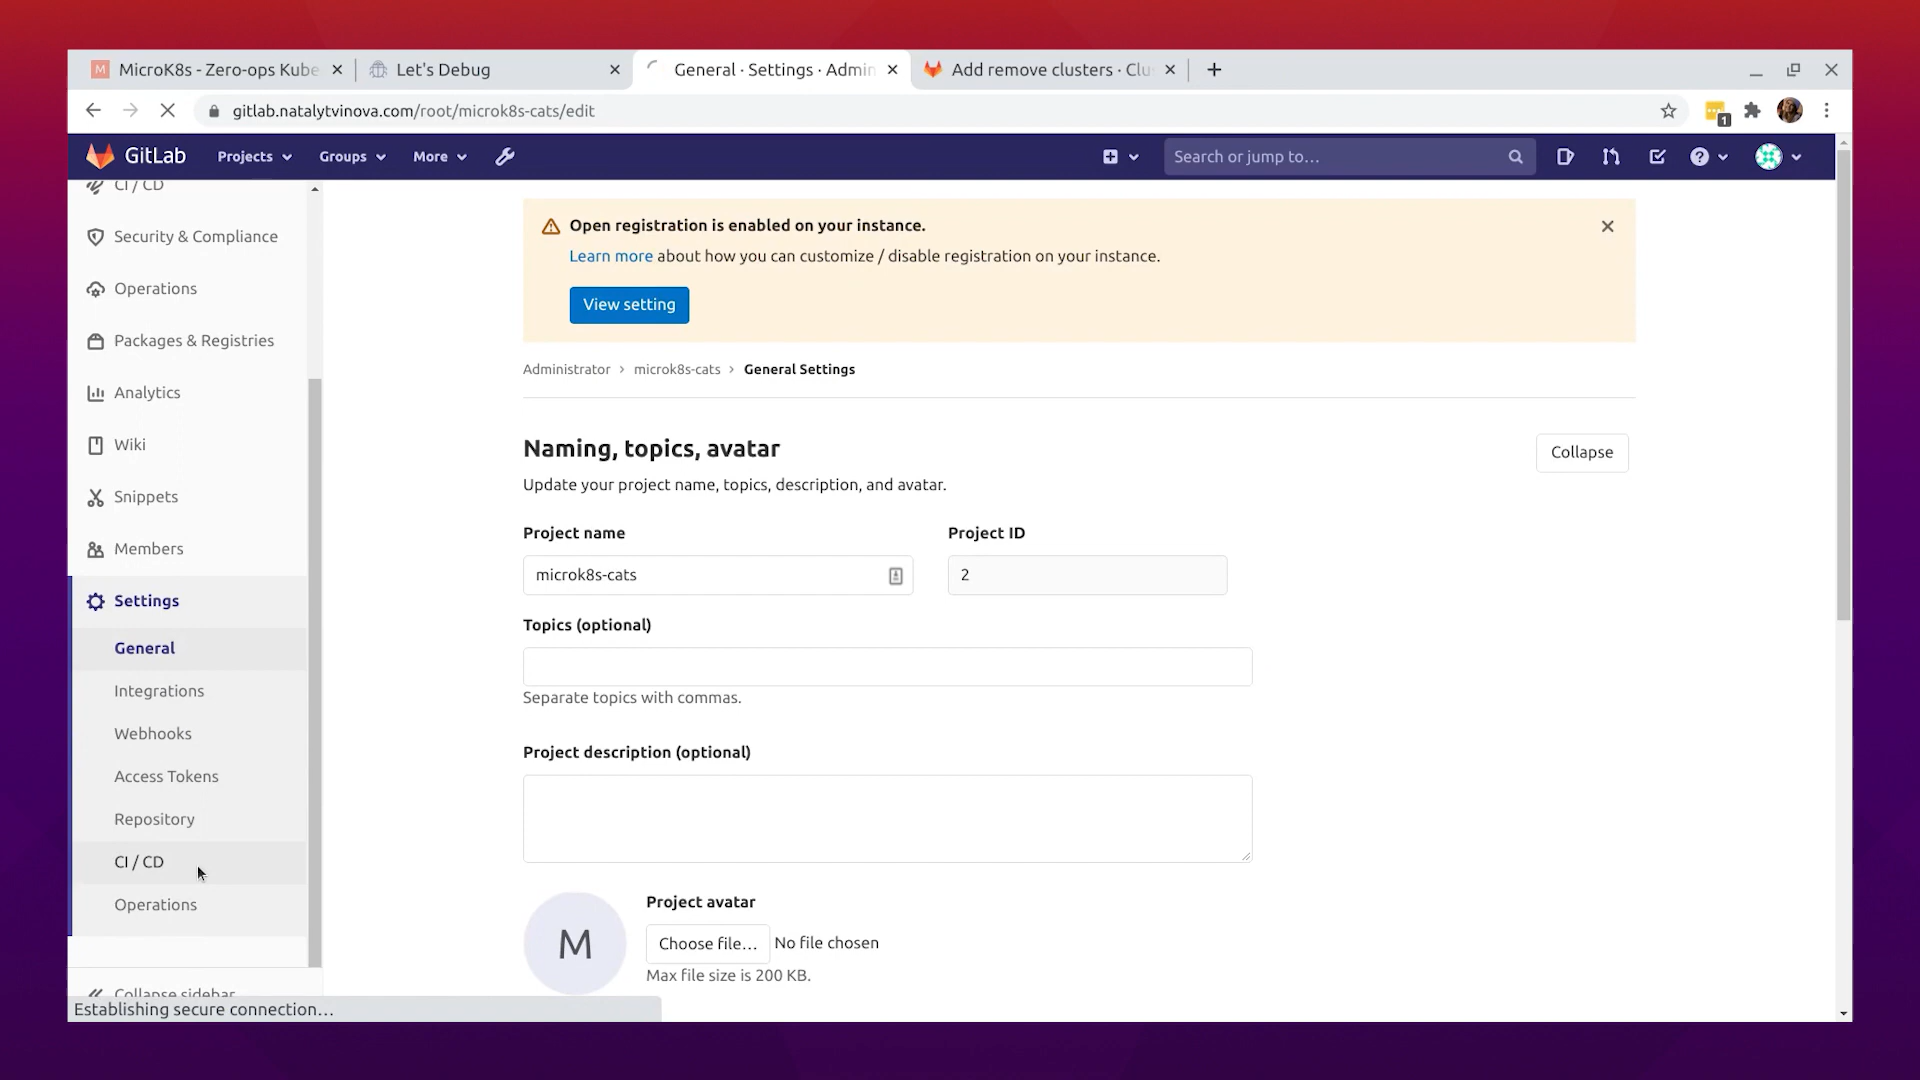 MicroK8s - Zero-ops Kube
Let's Debug
General · Settings · Admin
Add remove clusters · Clu
gitlab.natalytvinova.com/root/microk8s-cats/edit
1
GitLab
Projects
Groups
More
Search or jump to…
CI / CD
Security & Compliance
Operations
Packages & Registries
Analytics
Wiki
Snippets
Members
Settings
General
Integrations
Webhooks
Access Tokens
Repository
CI / CD
Operations
Collapse sidebar
Establishing secure connection…
Open registration is enabled on your instance.
Learn more about how you can customize / disable registration on your instance.
View setting
Administrator › microk8s-cats › General Settings
Naming, topics, avatar
Collapse
Update your project name, topics, description, and avatar.
Project name
Project ID
microk8s-cats
2
Topics (optional)
Separate topics with commas.
Project description (optional)
M
Project avatar
Choose file… No file chosen
Max file size is 200 KB.